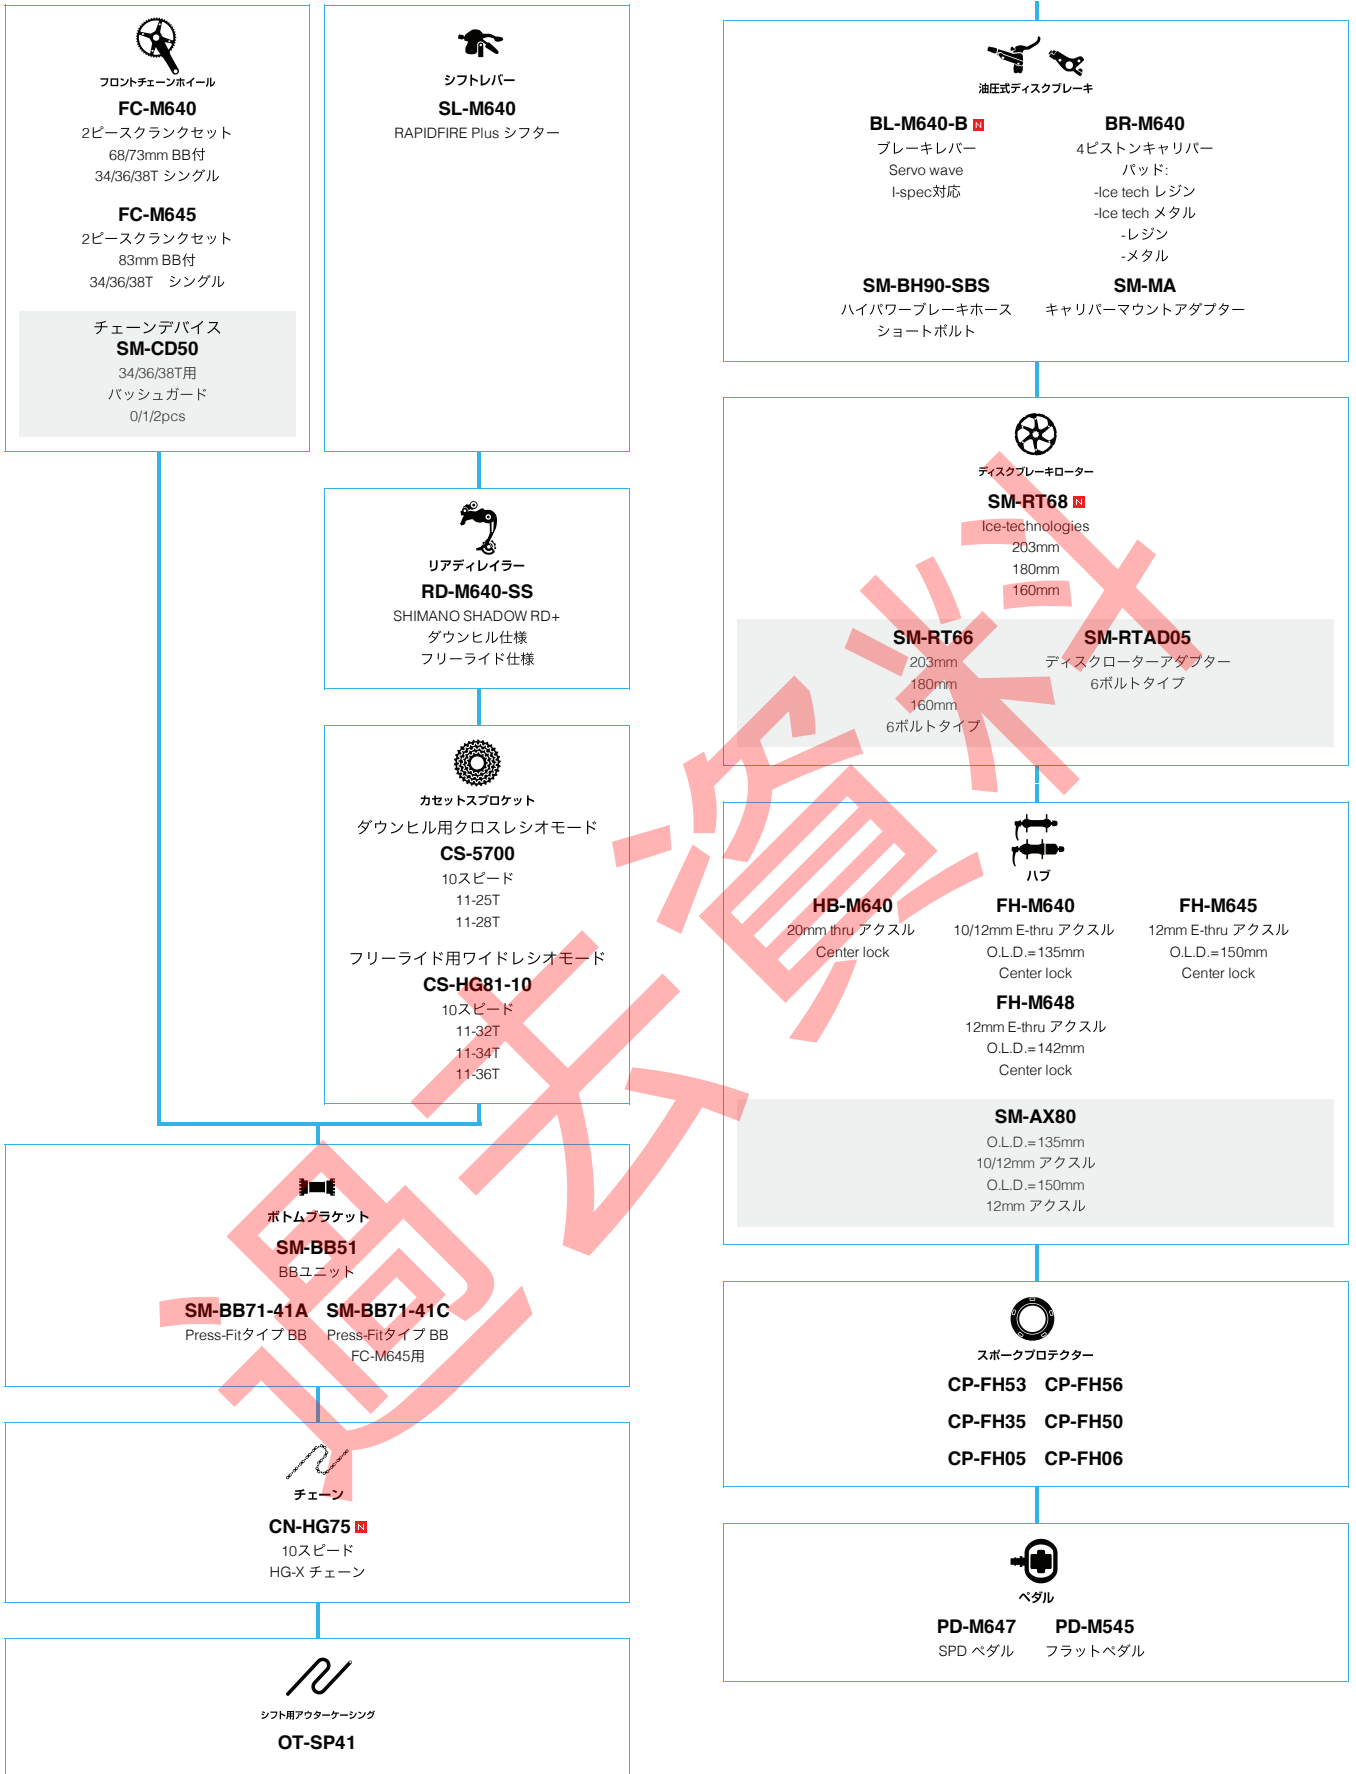 フロントチェーンホイール
FC-M640
2ピースクランクセット
68/73mm BB付
34/36/38T シングル
FC-M645
2ピースクランクセット
83mm BB付
34/36/38T　シングル
チェーンデバイス
SM-CD50
34/36/38T用
バッシュガード
0/1/2pcs
シフトレバー
SL-M640
RAPIDFIRE Plus シフター
リアディレイラー
RD-M640-SS
SHIMANO SHADOW RD+
ダウンヒル仕様
フリーライド仕様
カセットスプロケット
ダウンヒル用クロスレシオモード
CS-5700
10スピード
11-25T
11-28T
フリーライド用ワイドレシオモード
CS-HG81-10
10スピード
11-32T
11-34T
11-36T
ボトムブラケット
SM-BB51
BBユニット
SM-BB71-41A
Press-Fitタイプ BB
SM-BB71-41C
Press-Fitタイプ BB
FC-M645用
チェーン
CN-HG75 N
10スピード
HG-X チェーン
シフト用アウターケーシング
OT-SP41
油圧式ディスクブレーキ
BL-M640-B N
ブレーキレバー
Servo wave
I-spec対応
BR-M640
4ピストンキャリパー
パッド:
-Ice tech レジン
-Ice tech メタル
-レジン
-メタル
SM-BH90-SBS
ハイパワーブレーキホース
ショートボルト
SM-MA
キャリパーマウントアダプター
ディスクブレーキローター
SM-RT68 N
Ice-technologies
203mm
180mm
160mm
SM-RT66
203mm
180mm
160mm
6ボルトタイプ
SM-RTAD05
ディスクローターアダプター
6ボルトタイプ
ハブ
HB-M640
20mm thru アクスル
Center lock
FH-M640
10/12mm E-thru アクスル
O.L.D.=135mm
Center lock
FH-M645
12mm E-thru アクスル
O.L.D.=150mm
Center lock
FH-M648
12mm E-thru アクスル
O.L.D.=142mm
Center lock
SM-AX80
O.L.D.=135mm
10/12mm アクスル
O.L.D.=150mm
12mm アクスル
スポークプロテクター
CP-FH53 CP-FH56
CP-FH35 CP-FH50
CP-FH05 CP-FH06
ペダル
PD-M647
SPD ペダル
PD-M545
フラットペダル
過去資料